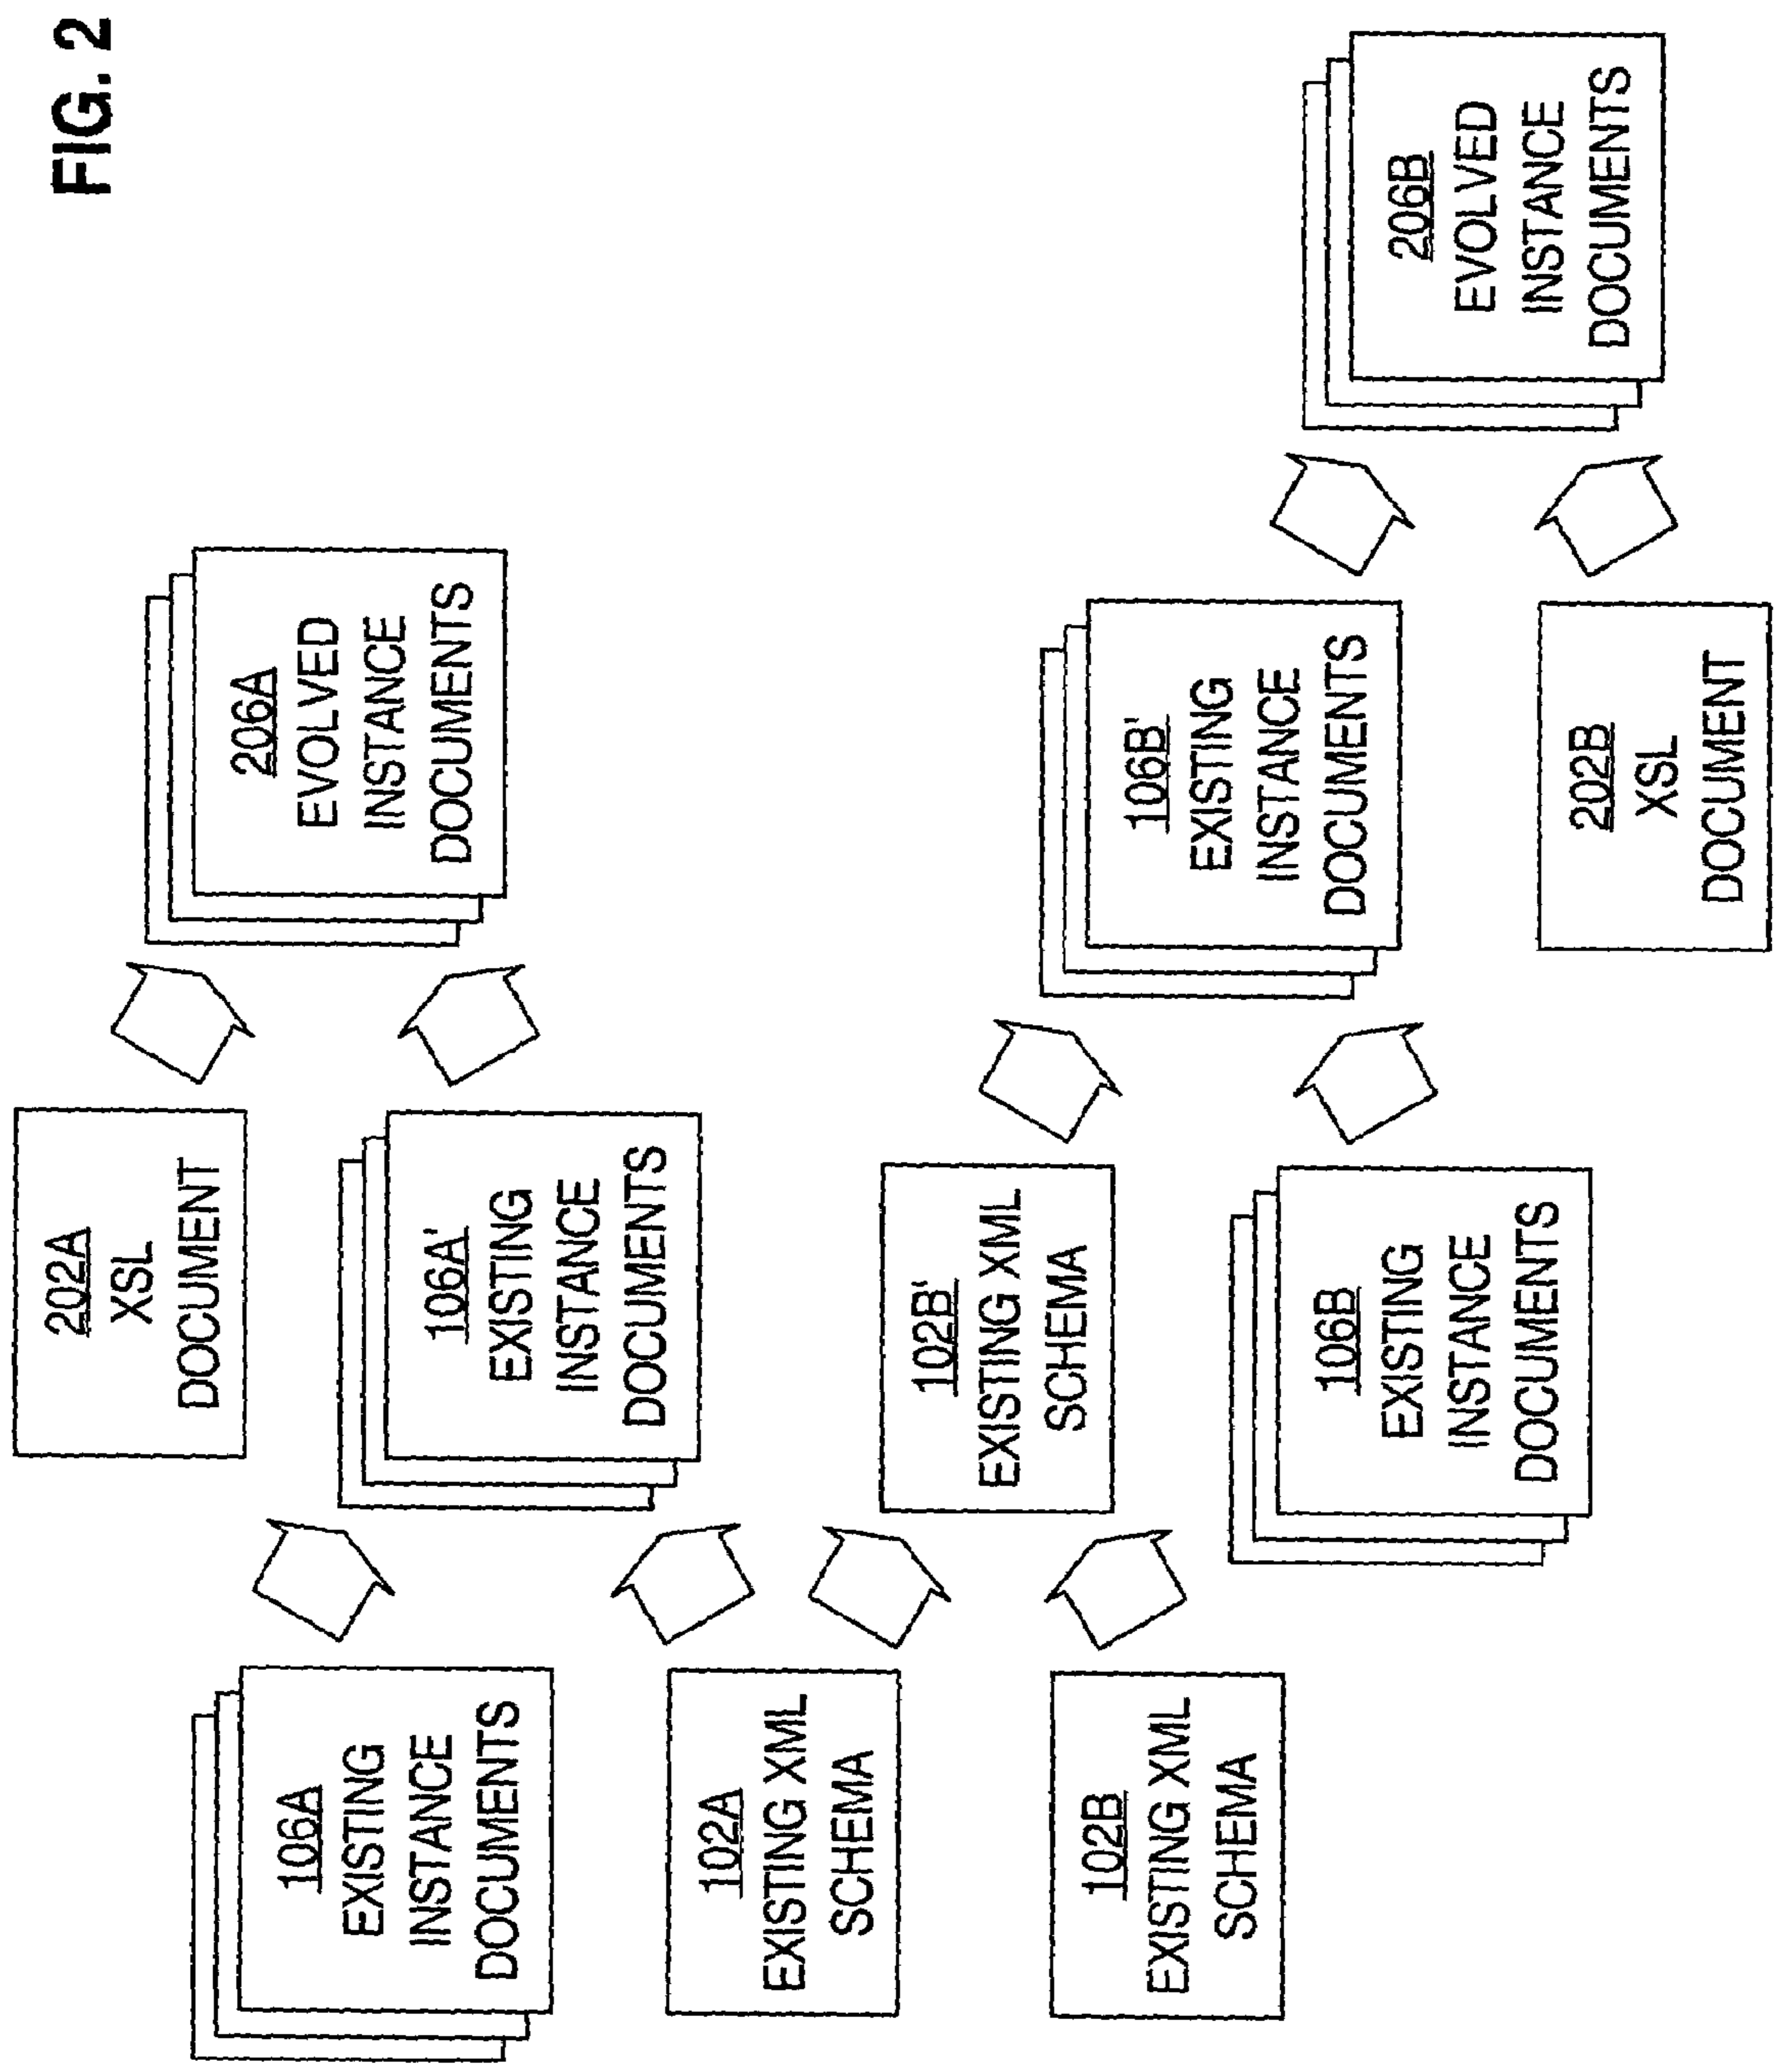 FIG. 2
106A
EXISTING
INSTANCE
DOCUMENTS
102A
EXISTING XML
SCHEMA
102B
EXISTING XML
SCHEMA
202A
XSL
DOCUMENT
106A'
EXISTING
INSTANCE
DOCUMENTS
102B'
EXISTING XML
SCHEMA
106B
EXISTING
INSTANCE
DOCUMENTS
206A
EVOLVED
INSTANCE
DOCUMENTS
106B'
EXISTING
INSTANCE
DOCUMENTS
202B
XSL
DOCUMENT
206B
EVOLVED
INSTANCE
DOCUMENTS